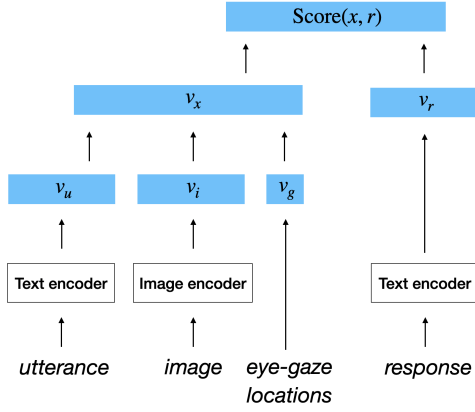 Score(x, r)
v_x
v_r
v_u
v_i
v_g
Text encoder
Image encoder
Text encoder
utterance
image
eye-gaze
locations
response